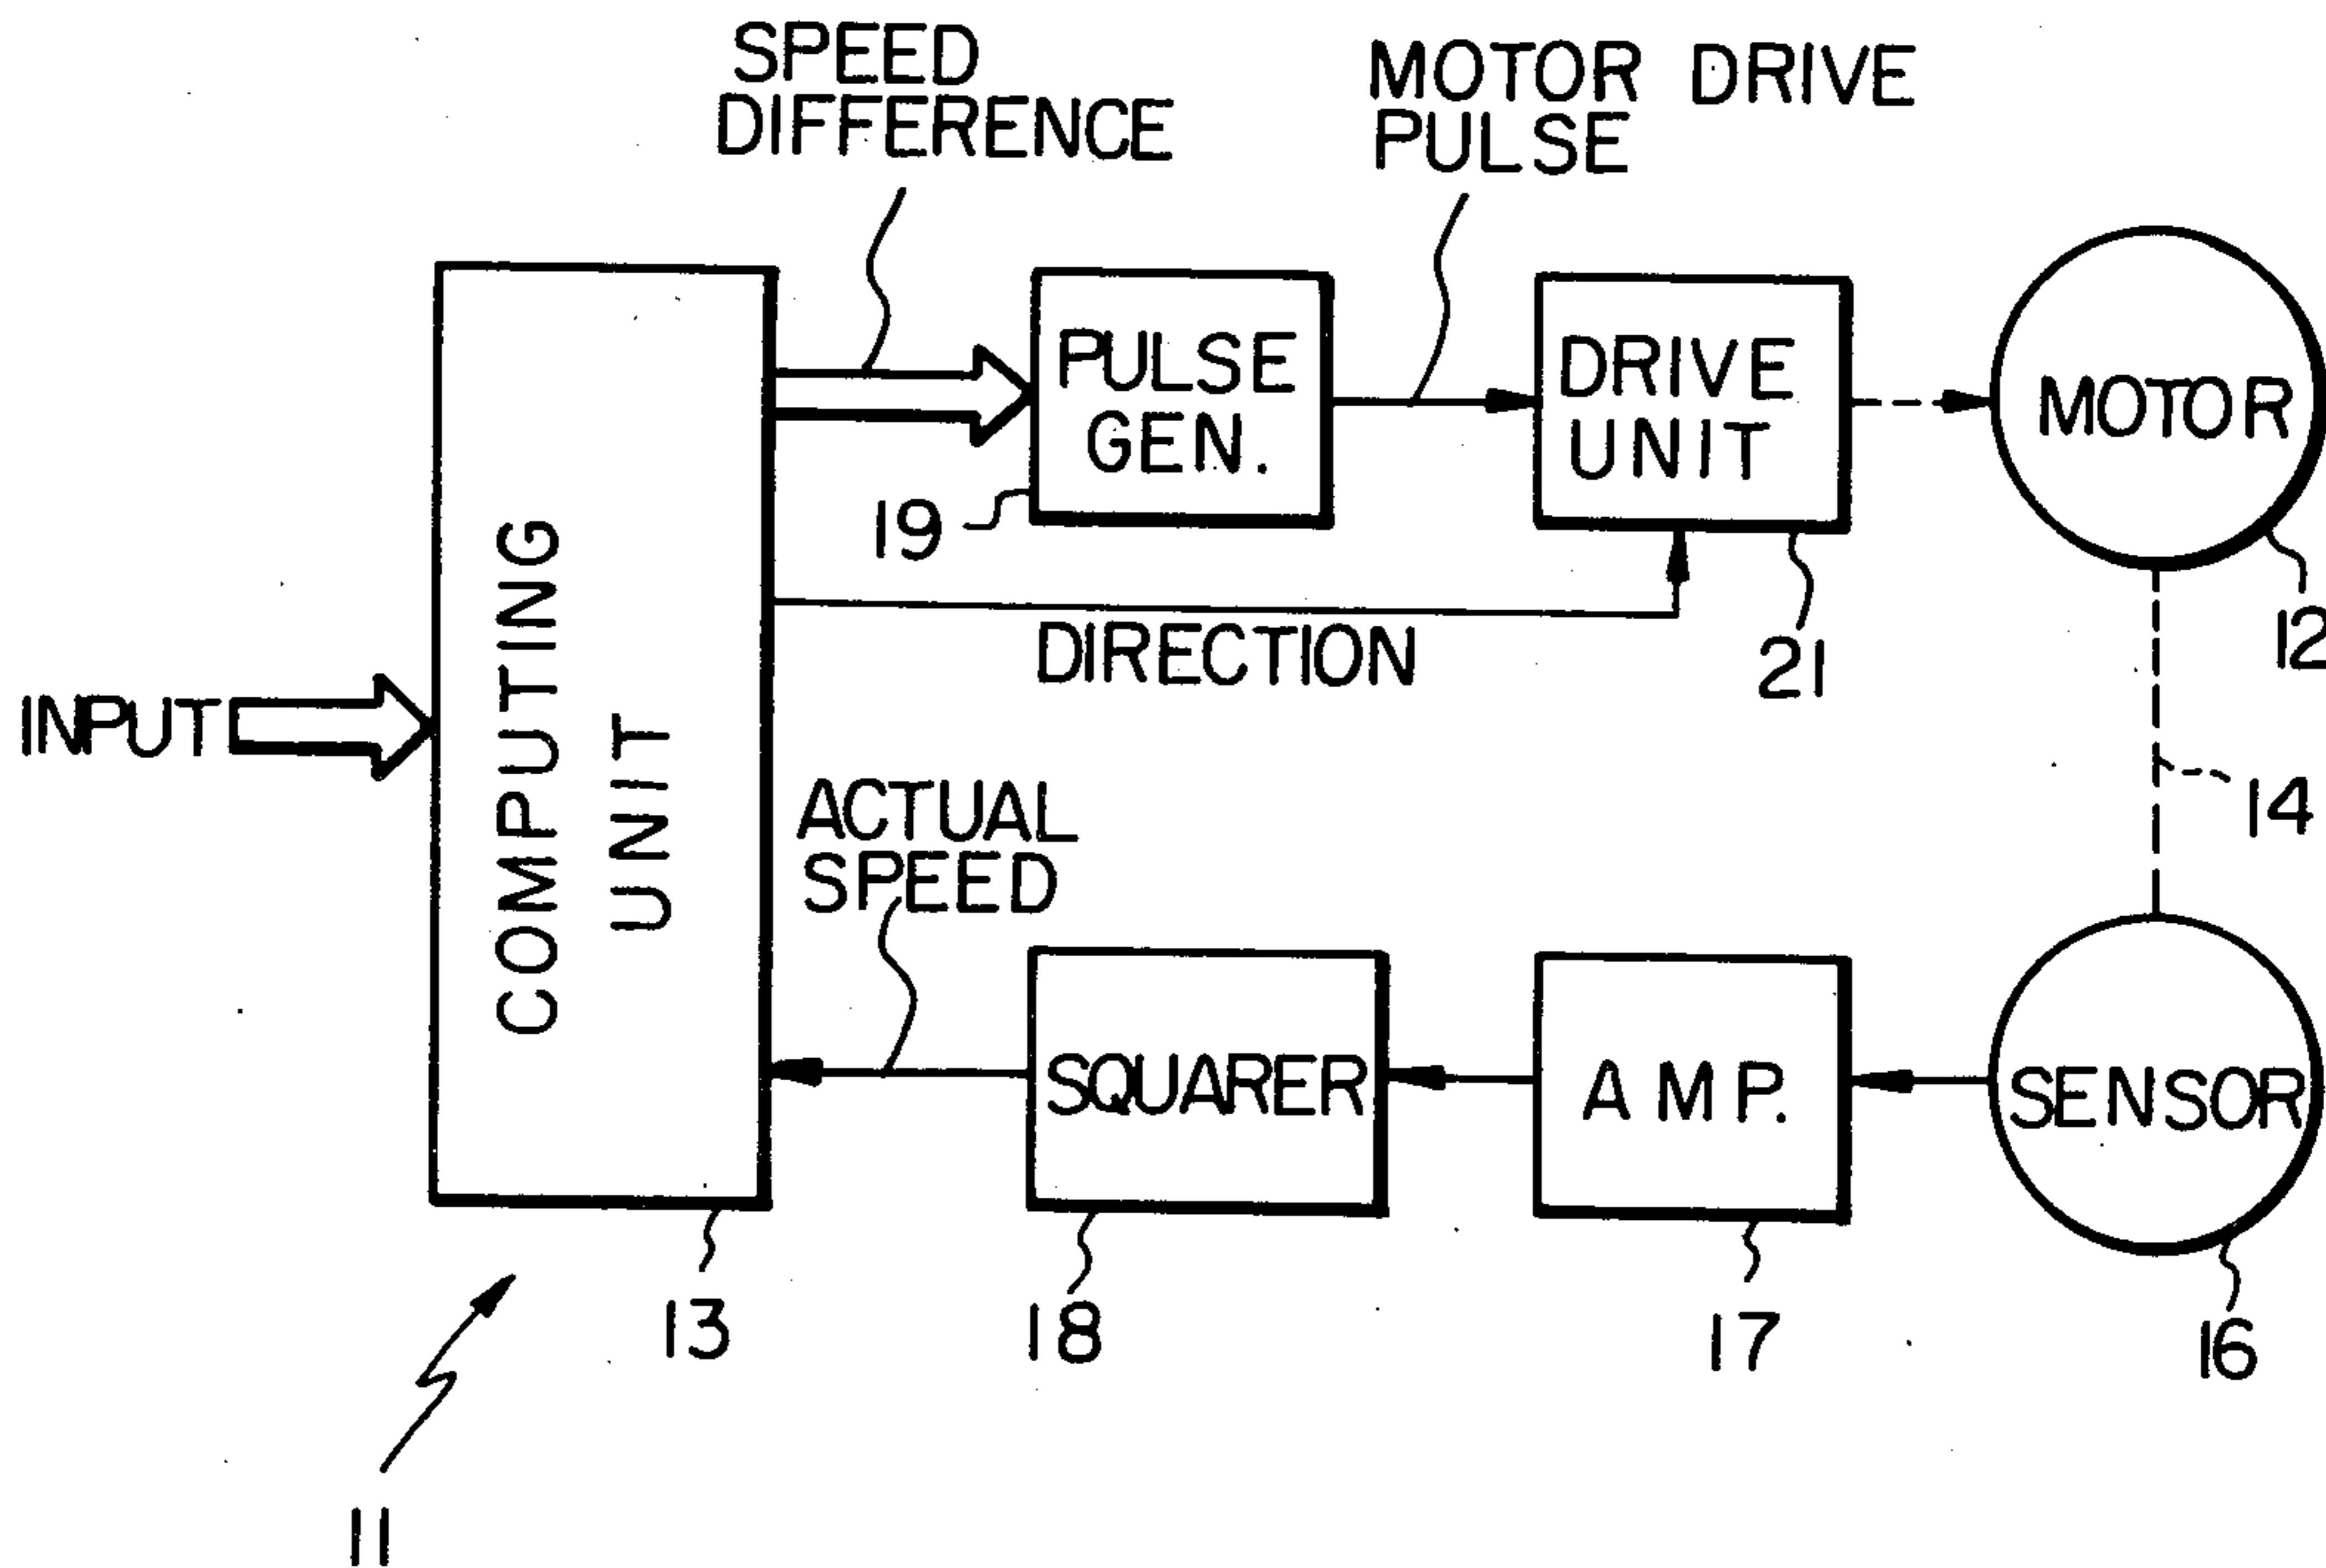 SPEED
DIFFERENCE
MOTOR DRIVE
PULSE
PULSE
GEN.
DRIVE
UNIT
MOTOR
19
DIRECTION
21
12
INPUT
COMPUTING
UNIT
14
ACTUAL
SPEED
SQUARER
AMP.
SENSOR
13
18
17
16
11